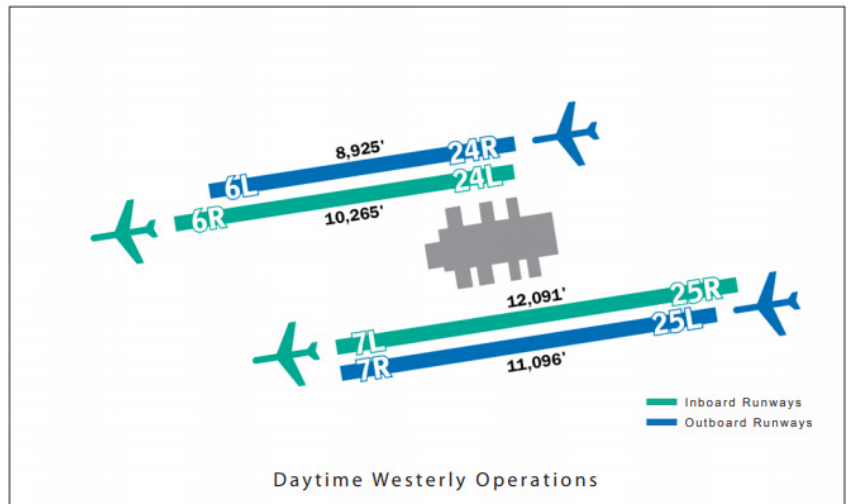 8,925'
24R
6L
24L
6R
10,265'
12,091'
25R
7L
25L
7R
11,096'
Inboard Runways
Outboard Runways
Daytime Westerly Operations